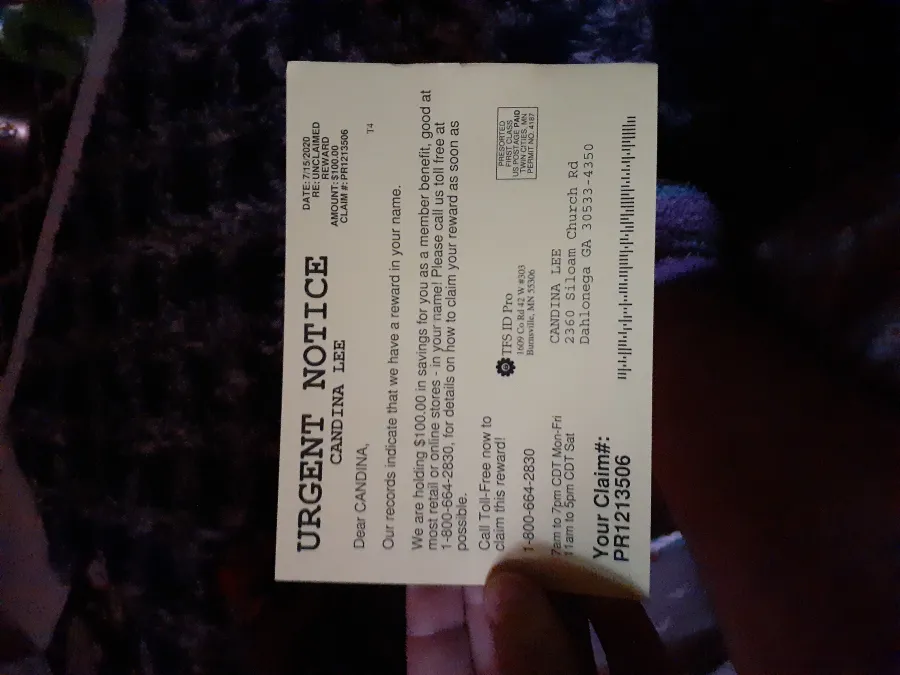 URGENT NOTICE
CANDINA LEE
DATE: 7/15/2020
RE: UNCLAIMED
REWARD
AMOUNT: $100.00
CLAIM #: PR1213506
T4
Dear CANDINA,
Our records indicate that we have a reward in your name.
We are holding $100.00 in savings for you as a member benefit, good at
most retail or online stores - in your name! Please call us toll free at
1-800-664-2830, for details on how to claim your reward as soon as
possible.
Call Toll-Free now to
claim this reward!
1-800-664-2830
7am to 7pm CDT Mon-Fri
11am to 5pm CDT Sat
Your Claim#:
PR1213506
TFS ID Pro
1609 Co Rd 42 W #303
Burnsville, MN 55306
PRESORTED
FIRST CLASS
US POSTAGE PAID
TWIN CITIES, MN
PERMIT NO. 4187
CANDINA LEE
2360 Siloam Church Rd
Dahlonega GA 30533-4350